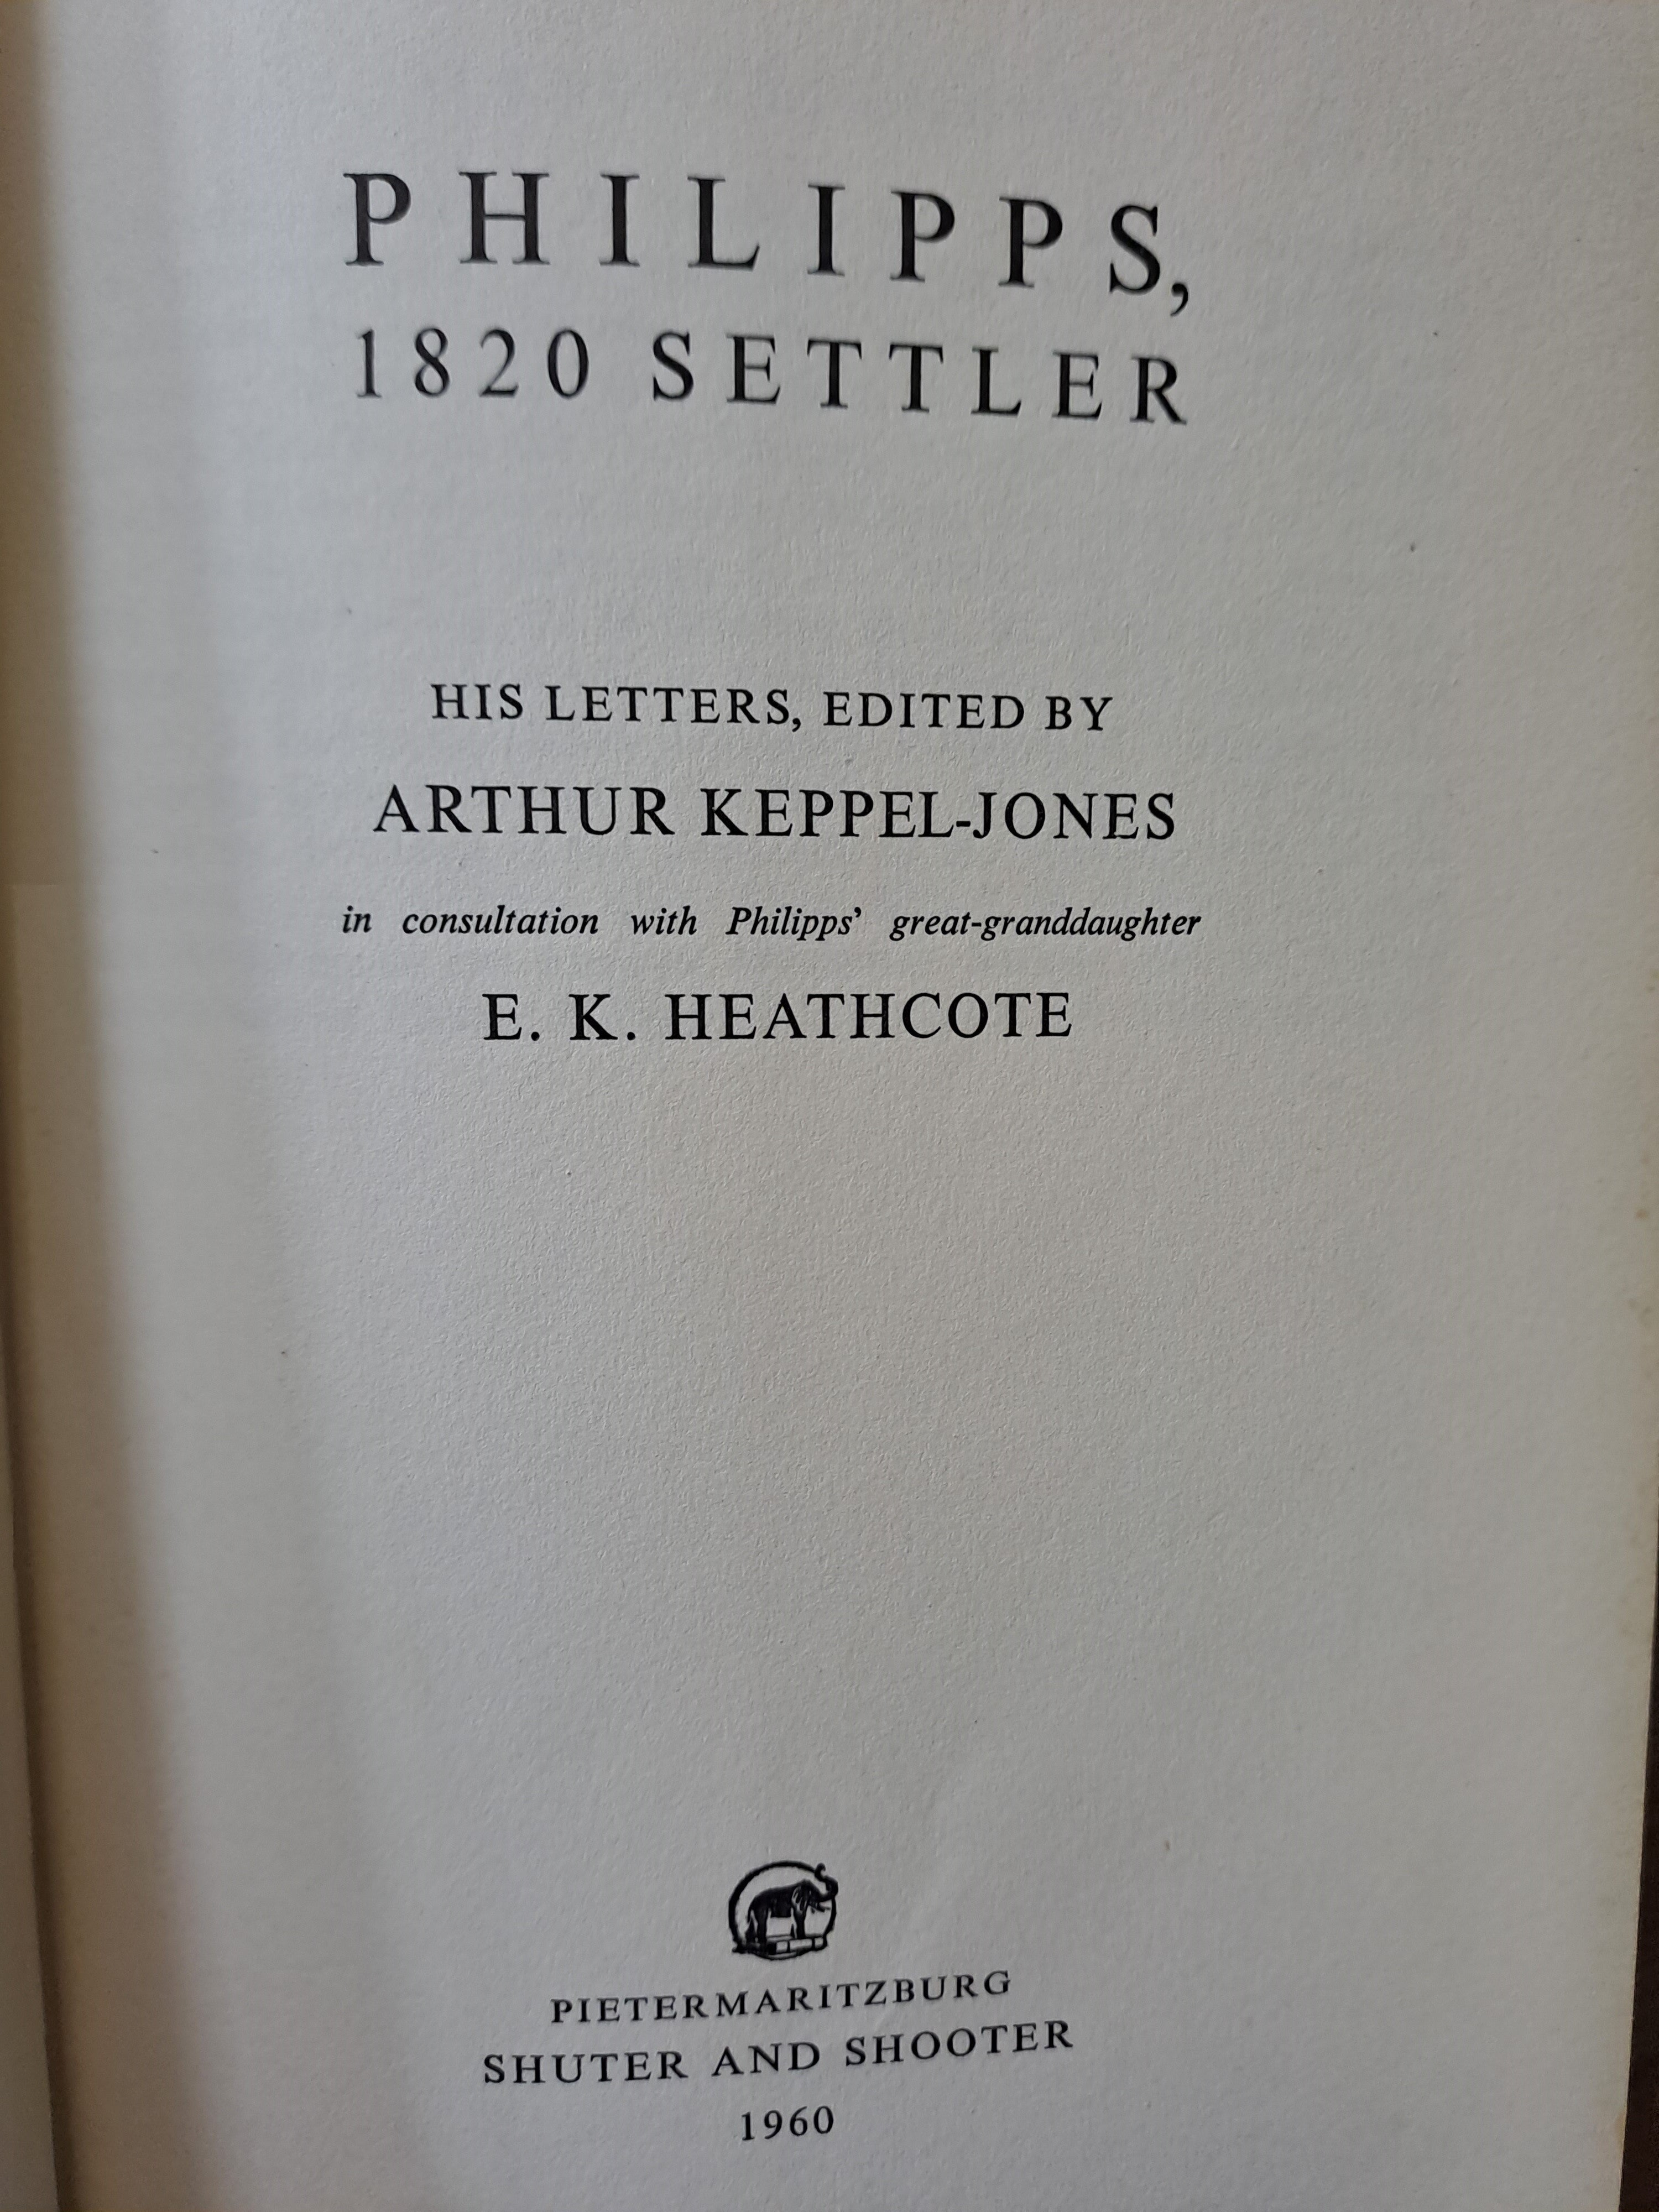 PHILIPPS,
1820 SETTLER
HIS LETTERS, EDITED BY
ARTHUR KEPPEL-JONES
in consultation with Philipps’ great-granddaughter
E. K. HEATHCOTE
PIETERMARITZBURG
SHUTER AND SHOOTER
1960